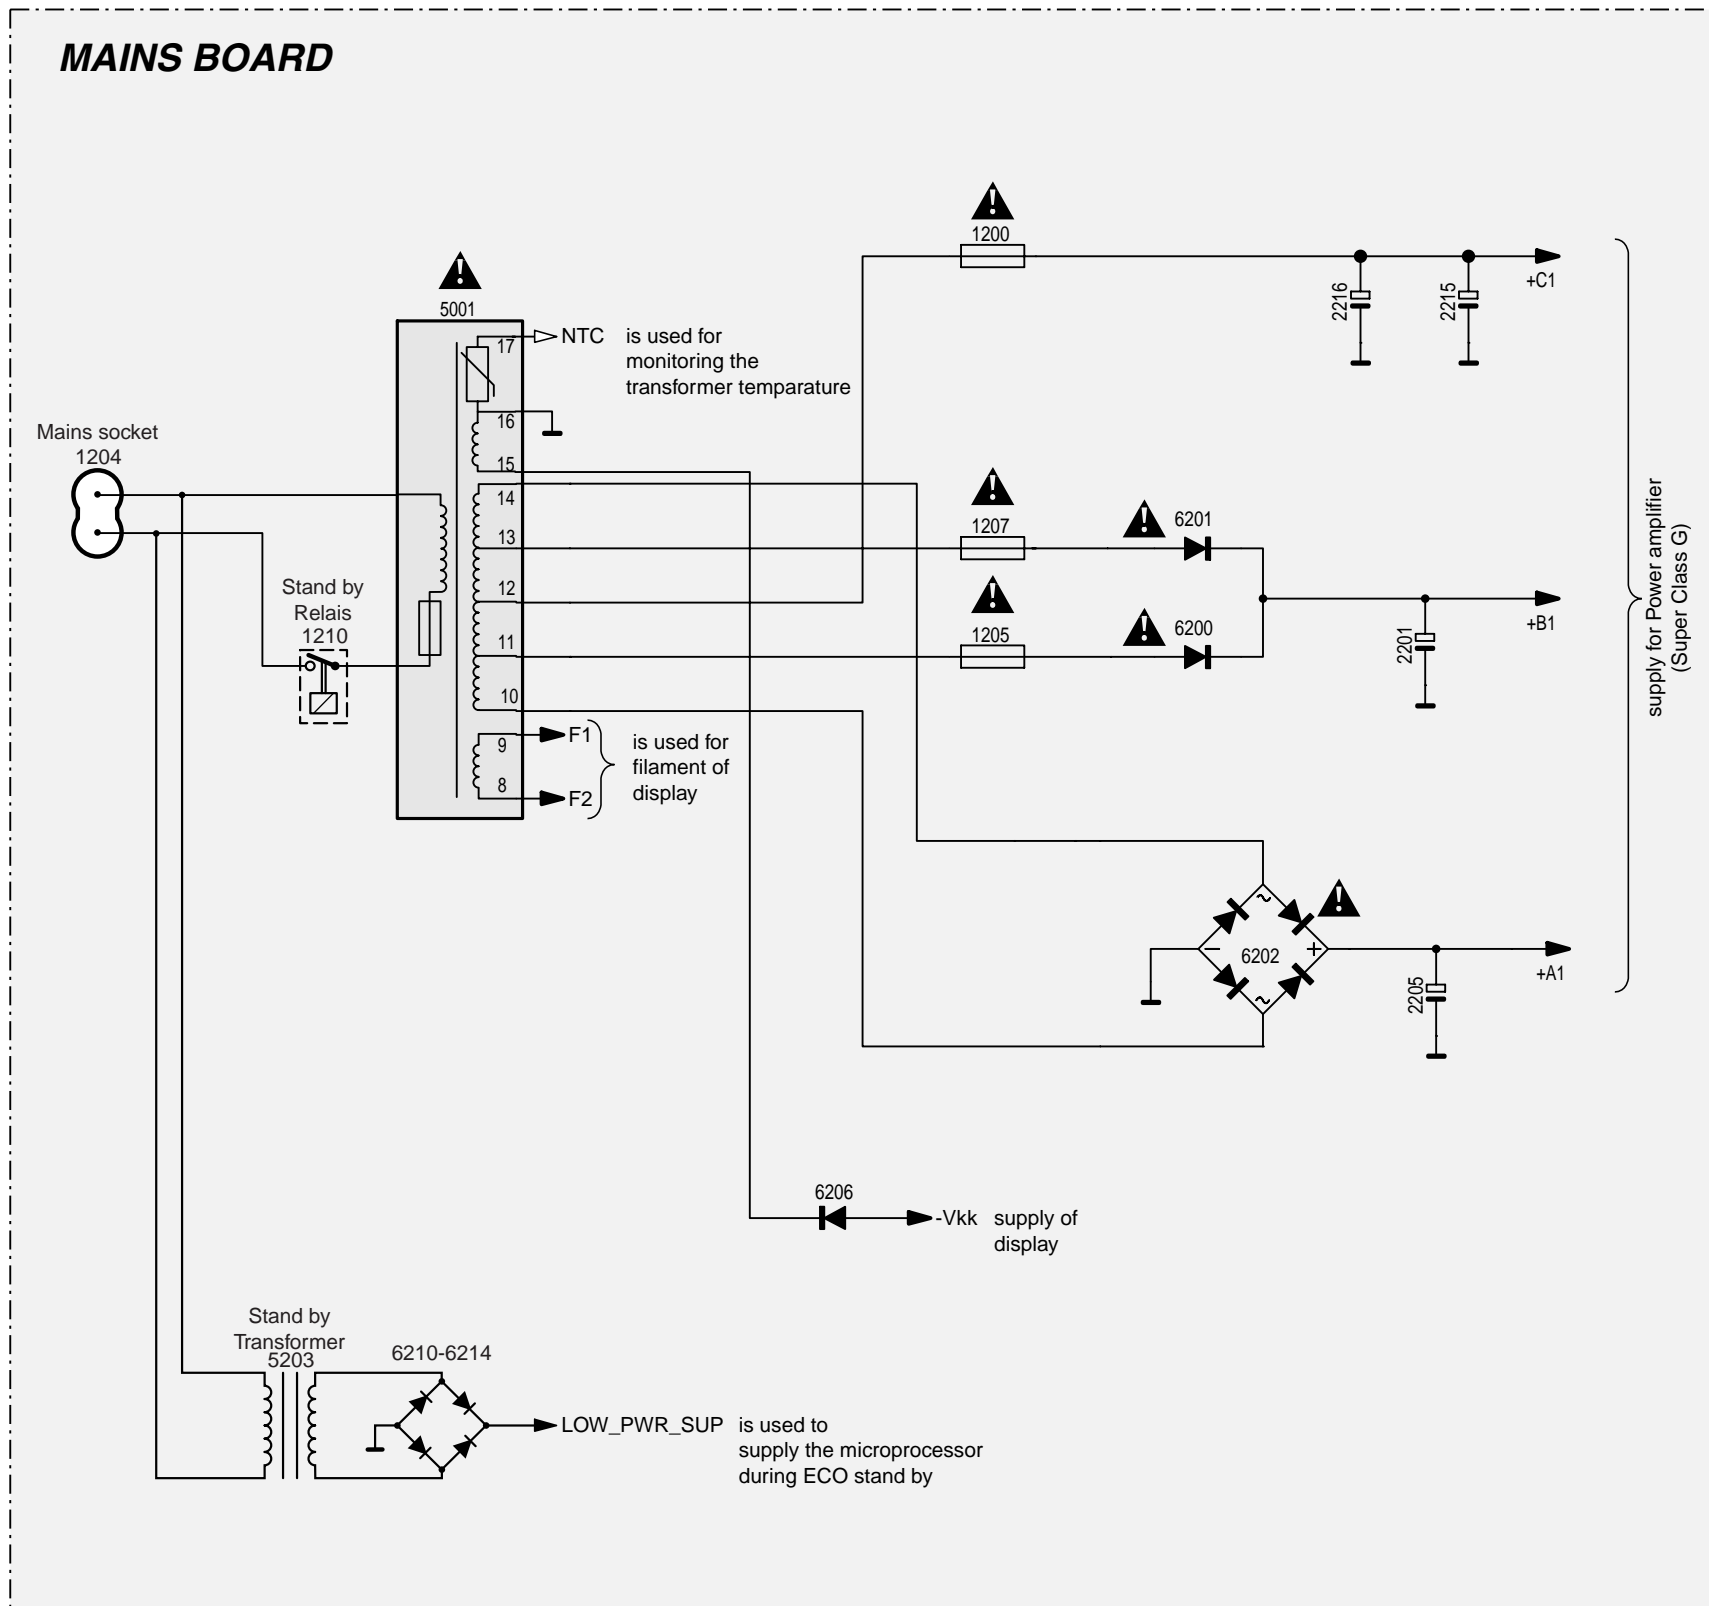 MAINS BOARD
1200
+C1
2216
2215
5001
17
NTC
is used for
monitoring the
transformer temparature
16
15
Mains socket
1204
14
13
12
11
10
9
8
1207
6201
1205
6200
+B1
2201
Stand by
Relais
1210
F1
F2
is used for
filament of
display
supply for Power amplifier
(Super Class G)
~
6202
−
+
~
+A1
2205
6206
-Vkk
supply of
display
Stand by
Transformer
5203
6210-6214
LOW_PWR_SUP
is used to
supply the microprocessor
during ECO stand by
!
!
!
!
!
!
!